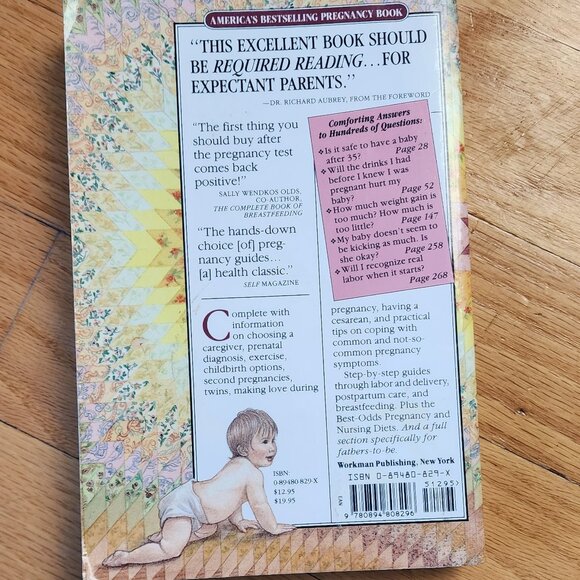 AMERICA'S BESTSELLING PREGNANCY BOOK
"THIS EXCELLENT BOOK SHOULD
BE REQUIRED READING...FOR
EXPECTANT PARENTS."
—DR. RICHARD AUBREY, FROM THE FOREWORD
"The first thing you
should buy after
the pregnancy test
comes back
positive!"
SALLY WENDKOS OLDS,
CO-AUTHOR,
THE COMPLETE BOOK OF
BREASTFEEDING
"The hands-down
choice [of] preg-
nancy guides...
[a] health classic."
SELF MAGAZINE
Comforting Answers
to Hundreds of Questions:
❖Is it safe to have a baby
after 35? Page 28
❖Will the drinks I had
before I knew I was
pregnant hurt my
baby? Page 52
❖How much weight gain is
too much? How much is
too little? Page 147
❖My baby doesn't seem to
be kicking as much. Is
she okay? Page 258
❖Will I recognize real
labor when it starts?
Page 268
Complete with
information
on choosing a
caregiver, prenatal
diagnosis, exercise,
childbirth options,
second pregnancies,
twins, making love during
pregnancy, having a
cesarean, and practical
tips on coping with
common and not-so-
common pregnancy
symptoms
Step-by-step guides
through labor and delivery,
postpartum care, and
breastfeeding. Plus the
Best-Odds Pregnancy and
Nursing Diets. And a full
section specifically for
fathers-to-be.
Workman Publishing, New York
ISBN:
0-89480-829-X
$12.95
$19.95
ISBN 0-89480-829-X
51295
EAN
9 780894 808296